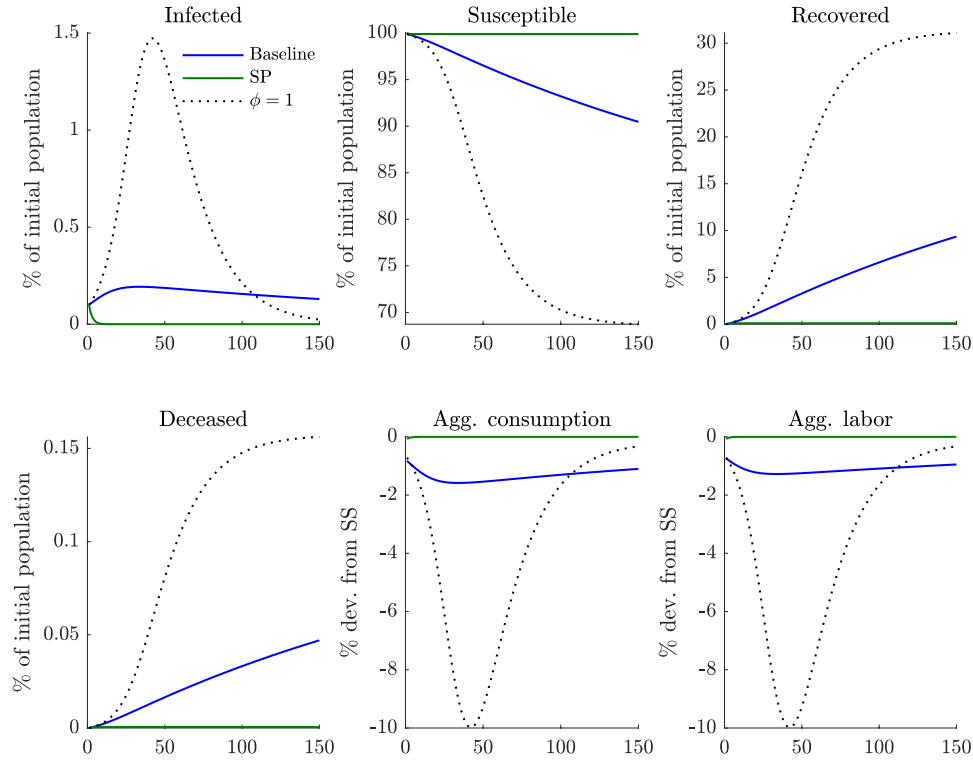 Infected
% of initial population
1.5
1
0.5
0
0 50 100 150
Baseline
SP
ϕ = 1
Susceptible
% of initial population
100
95
90
85
80
75
70
0 50 100 150
Recovered
% of initial population
30
25
20
15
10
5
0
0 50 100 150
Deceased
% of initial population
0.15
0.1
0.05
0
0 50 100 150
Agg. consumption
% dev. from SS
0
-2
-4
-6
-8
-10
0 50 100 150
Agg. labor
% dev. from SS
0
-2
-4
-6
-8
-10
0 50 100 150